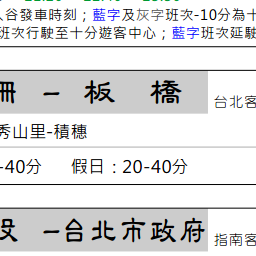 谷發車時刻；藍字及灰字班次-10分為十
班次行駛至十分遊客中心；藍字班次延駛
－板橋
台北客
秀山里-積穗
-40分 假日：20-40分
－台北市政府
指南客